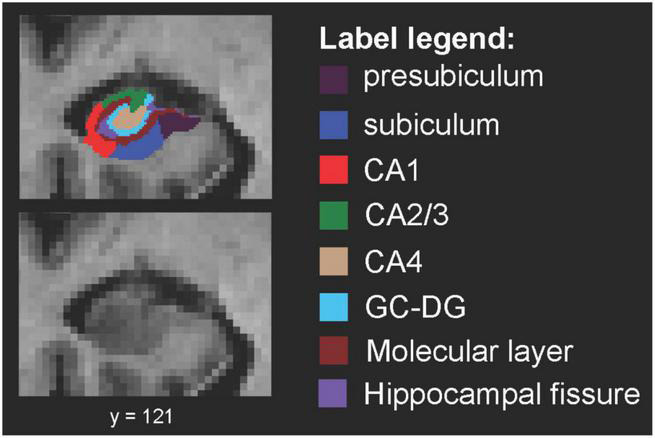 Label legend:
presubiculum
subiculum
CA1
CA2/3
CA4
GC-DG
Molecular layer
Hippocampal fissure
y = 121